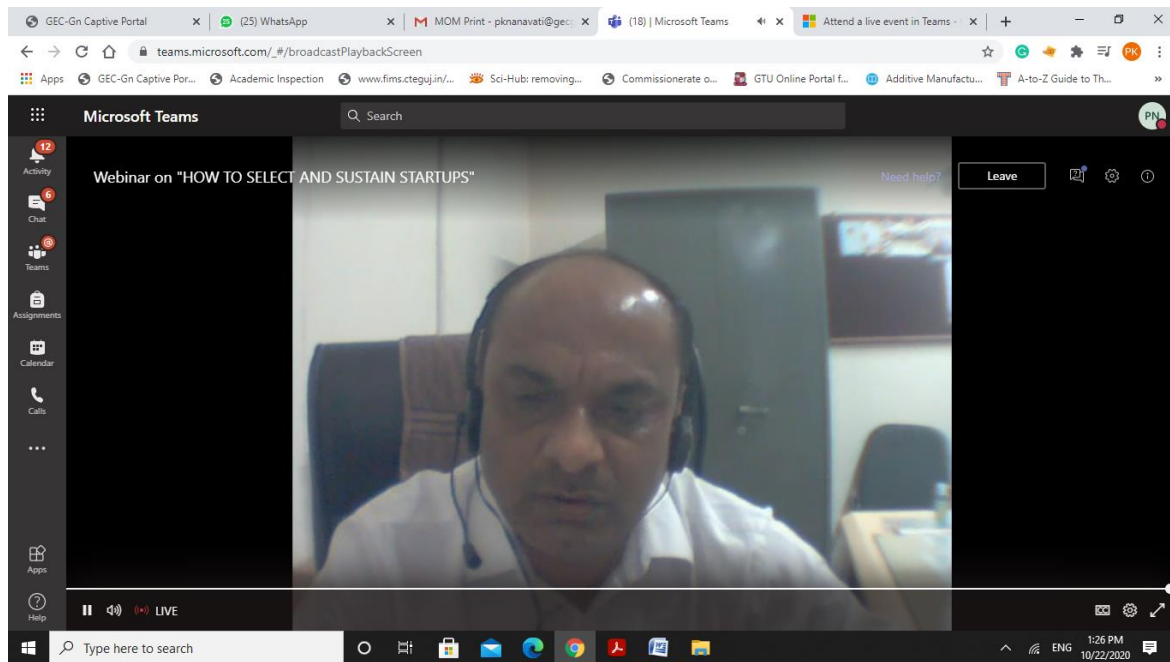 GEC-Gn Captive Portal
(25) WhatsApp
MOM Print - pknanavati@gec
(18) | Microsoft Teams
Attend a live event in Teams -
teams.microsoft.com/_#/broadcastPlaybackScreen
PK
Apps
GEC-Gn Captive Por...
Academic Inspection
www.fims.cteguj.in/...
Sci-Hub: removing...
Commissionerate o...
GTU Online Portal f...
Additive Manufactu...
A-to-Z Guide to Th...
»
Microsoft Teams
Search
PN
12
Activity
6
Chat
@
Teams
Assignments
Calendar
Calls
...
Apps
Help
Webinar on "HOW TO SELECT AND SUSTAIN STARTUPS"
Need help?
Leave
LIVE
CC
Type here to search
ENG
1:26 PM
10/22/2020